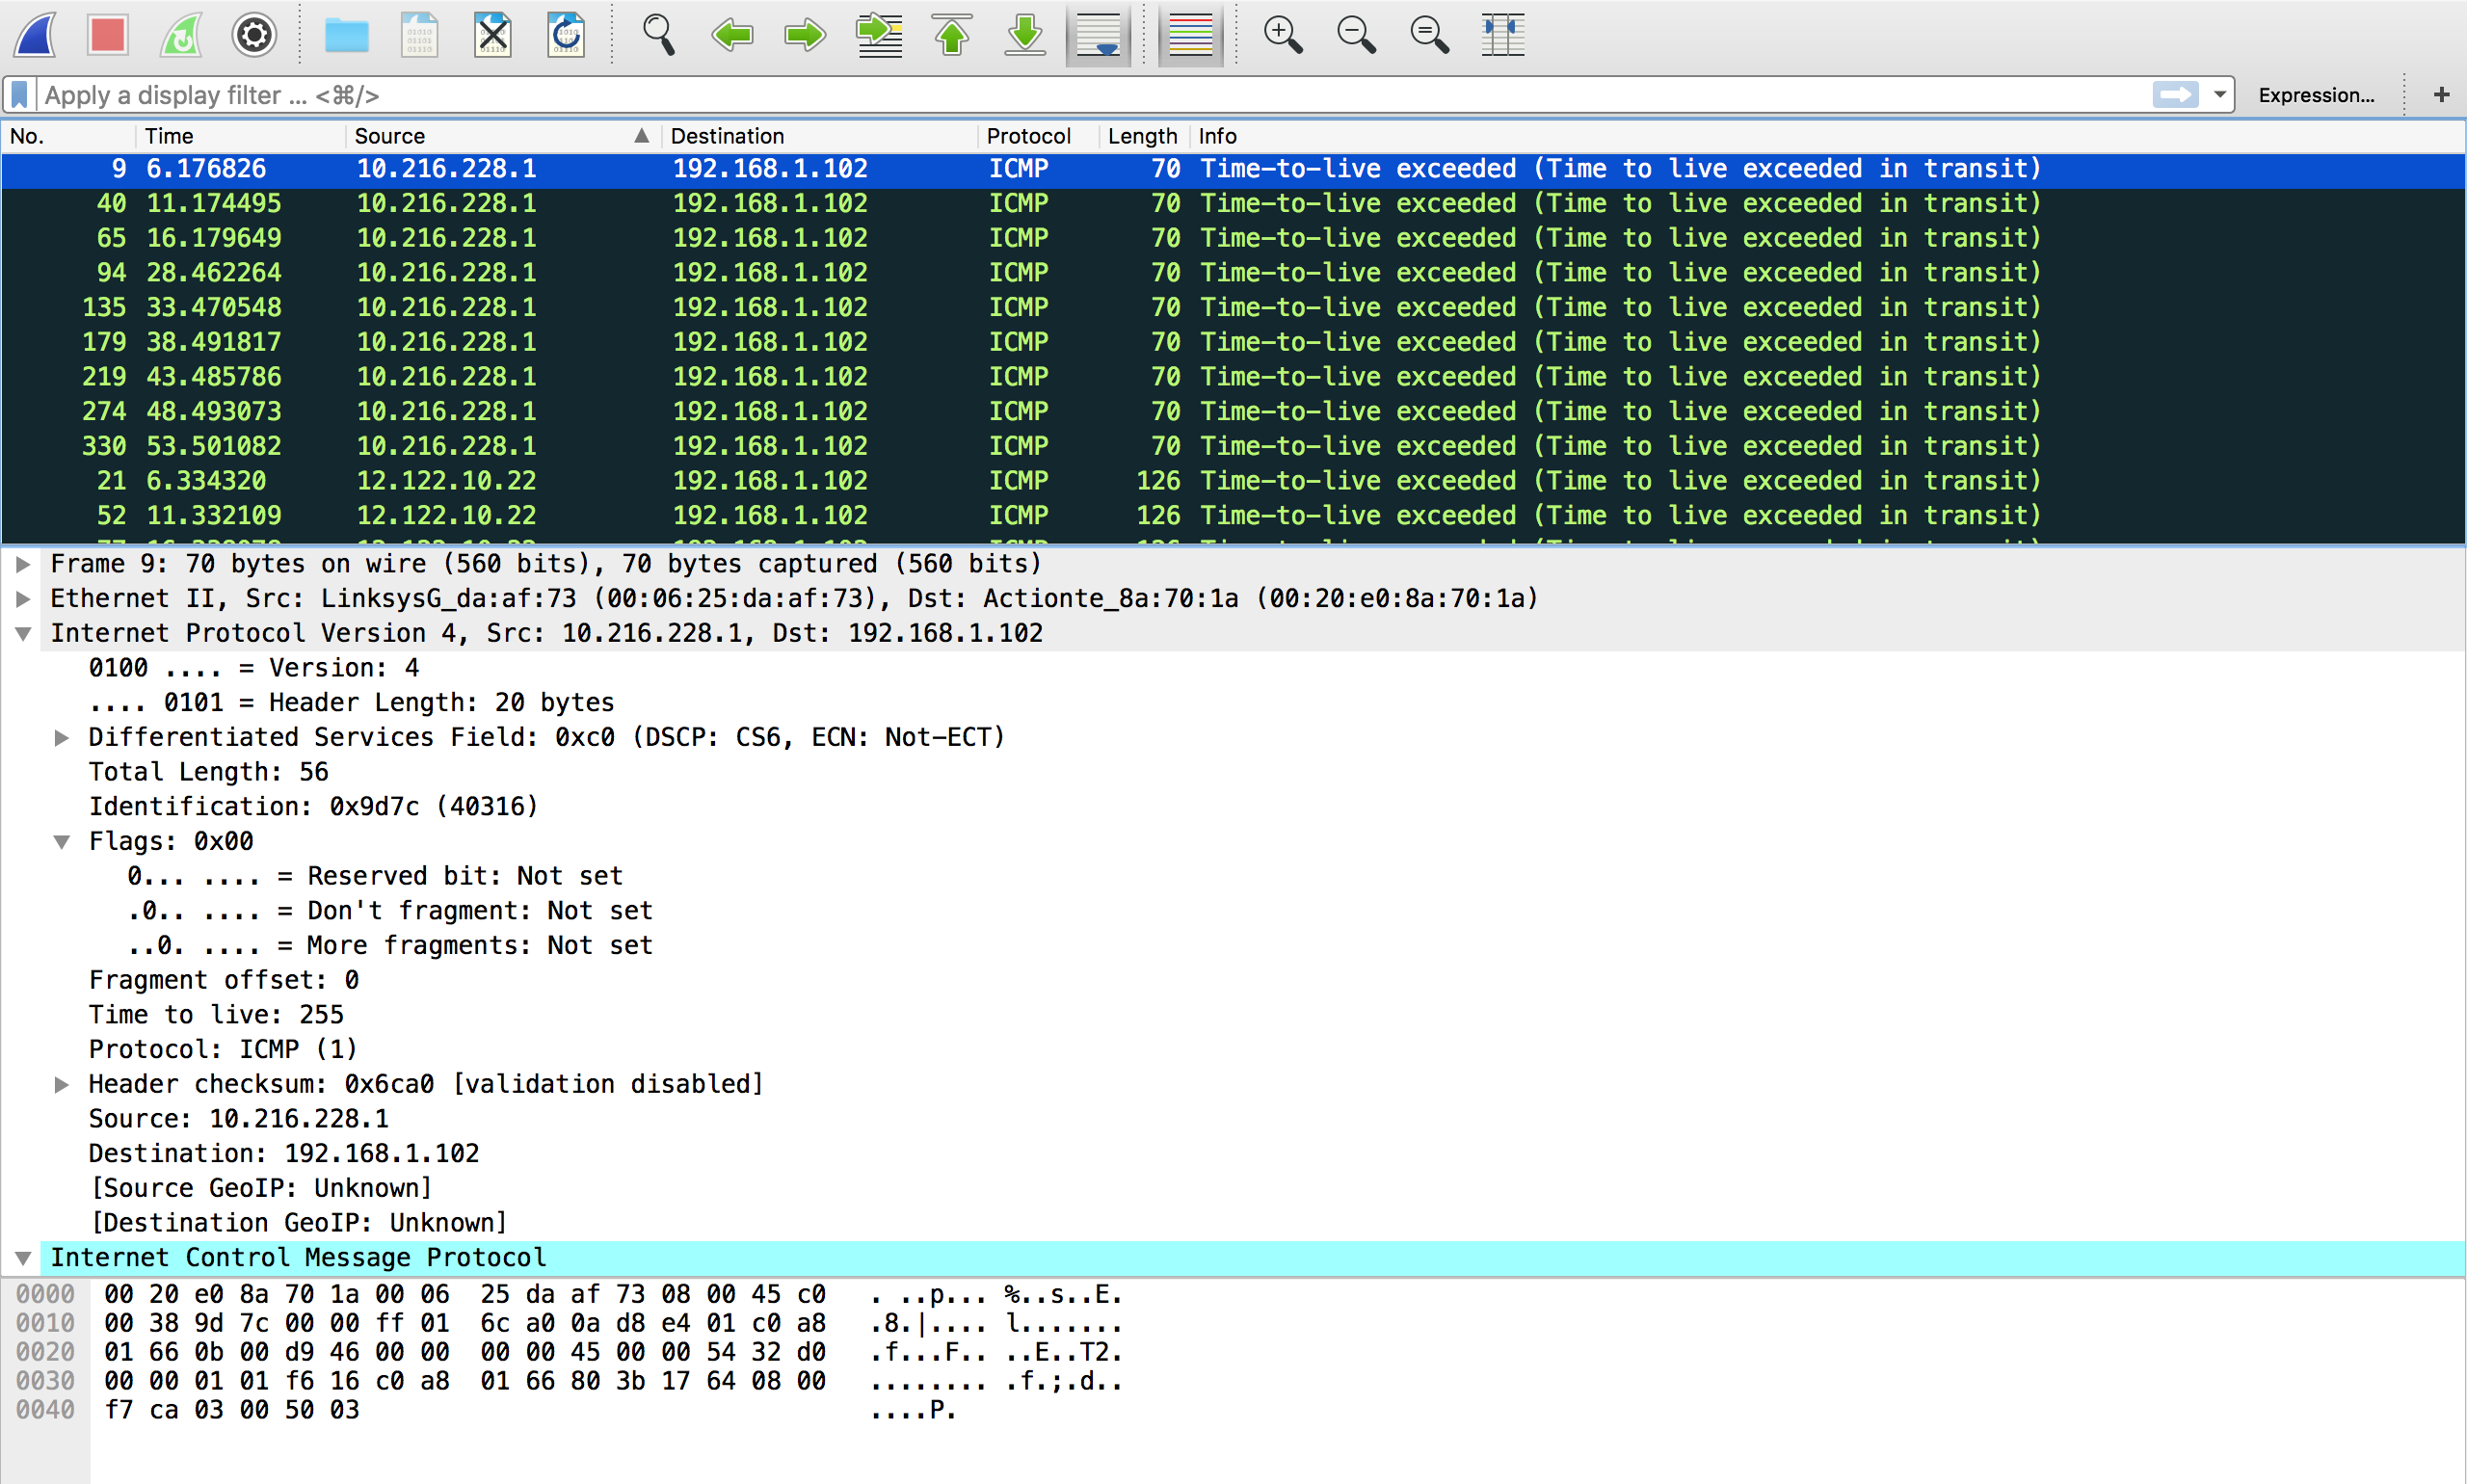 Apply a display filter ... <⌘/> Expression... +
No. Time Source Destination Protocol Length Info
9 6.176826 10.216.228.1 192.168.1.102 ICMP 70 Time-to-live exceeded (Time to live exceeded in transit)
40 11.174495 10.216.228.1 192.168.1.102 ICMP 70 Time-to-live exceeded (Time to live exceeded in transit)
65 16.179649 10.216.228.1 192.168.1.102 ICMP 70 Time-to-live exceeded (Time to live exceeded in transit)
94 28.462264 10.216.228.1 192.168.1.102 ICMP 70 Time-to-live exceeded (Time to live exceeded in transit)
135 33.470548 10.216.228.1 192.168.1.102 ICMP 70 Time-to-live exceeded (Time to live exceeded in transit)
179 38.491817 10.216.228.1 192.168.1.102 ICMP 70 Time-to-live exceeded (Time to live exceeded in transit)
219 43.485786 10.216.228.1 192.168.1.102 ICMP 70 Time-to-live exceeded (Time to live exceeded in transit)
274 48.493073 10.216.228.1 192.168.1.102 ICMP 70 Time-to-live exceeded (Time to live exceeded in transit)
330 53.501082 10.216.228.1 192.168.1.102 ICMP 70 Time-to-live exceeded (Time to live exceeded in transit)
21 6.334320 12.122.10.22 192.168.1.102 ICMP 126 Time-to-live exceeded (Time to live exceeded in transit)
52 11.332109 12.122.10.22 192.168.1.102 ICMP 126 Time-to-live exceeded (Time to live exceeded in transit)
Frame 9: 70 bytes on wire (560 bits), 70 bytes captured (560 bits)
Ethernet II, Src: LinksysG_da:af:73 (00:06:25:da:af:73), Dst: Actionte_8a:70:1a (00:20:e0:8a:70:1a)
Internet Protocol Version 4, Src: 10.216.228.1, Dst: 192.168.1.102
0100 .... = Version: 4
.... 0101 = Header Length: 20 bytes
Differentiated Services Field: 0xc0 (DSCP: CS6, ECN: Not-ECT)
Total Length: 56
Identification: 0x9d7c (40316)
Flags: 0x00
0... .... = Reserved bit: Not set
.0.. .... = Don't fragment: Not set
..0. .... = More fragments: Not set
Fragment offset: 0
Time to live: 255
Protocol: ICMP (1)
Header checksum: 0x6ca0 [validation disabled]
Source: 10.216.228.1
Destination: 192.168.1.102
[Source GeoIP: Unknown]
[Destination GeoIP: Unknown]
Internet Control Message Protocol
0000 00 20 e0 8a 70 1a 00 06 25 da af 73 08 00 45 c0 . ..p... %..s..E.
0010 00 38 9d 7c 00 00 ff 01 6c a0 0a d8 e4 01 c0 a8 .8.|.... l.......
0020 01 66 0b 00 d9 46 00 00 00 00 45 00 00 54 32 d0 .f...F.. ..E..T2.
0030 00 00 01 01 f6 16 c0 a8 01 66 80 3b 17 64 08 00 ........ .f.;.d..
0040 f7 ca 03 00 50 03 ....P.